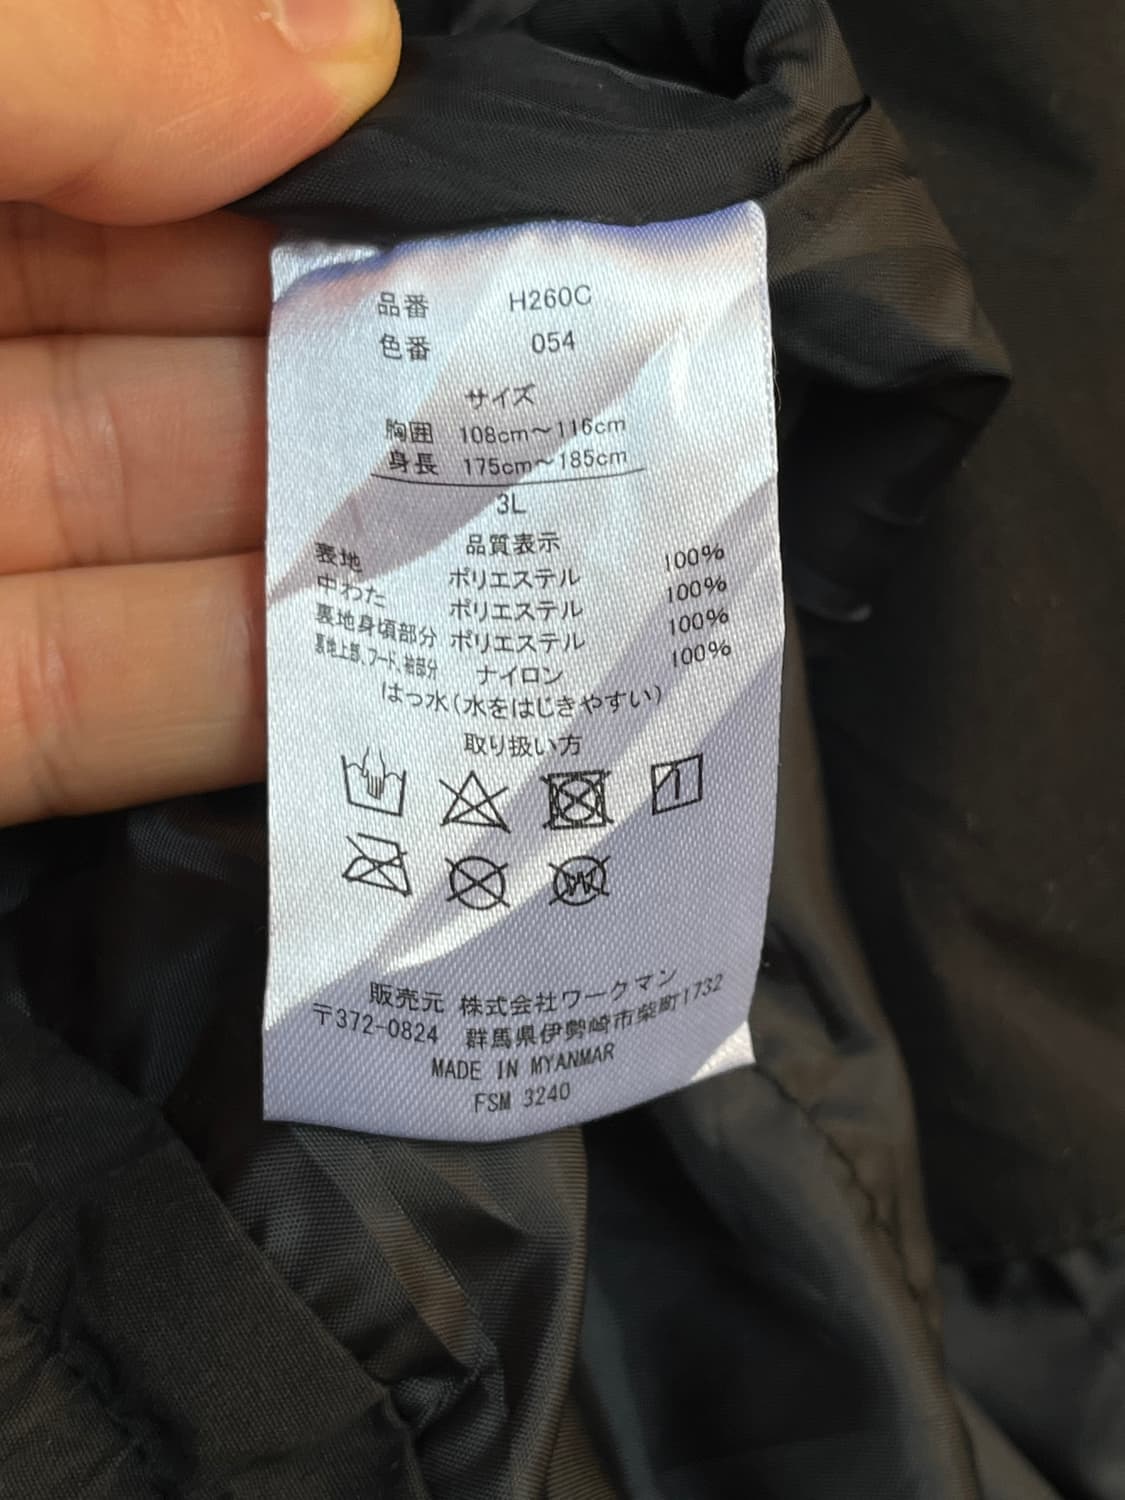 品番 H260C
色番 054
サイズ
胸囲 108cm～116cm
身長 175cm～185cm
3L
品質表示
表地 ポリエステル 100%
中わた ポリエステル 100%
裏地身頃部分 ポリエステル 100%
裏地上部、フード、袖部分 ナイロン 100%
はっ水(水をはじきやすい)
取り扱い方
W
販売元 株式会社ワークマン
〒372-0824 群馬県伊勢崎市柴町1732
MADE IN MYANMAR
FSM 3240